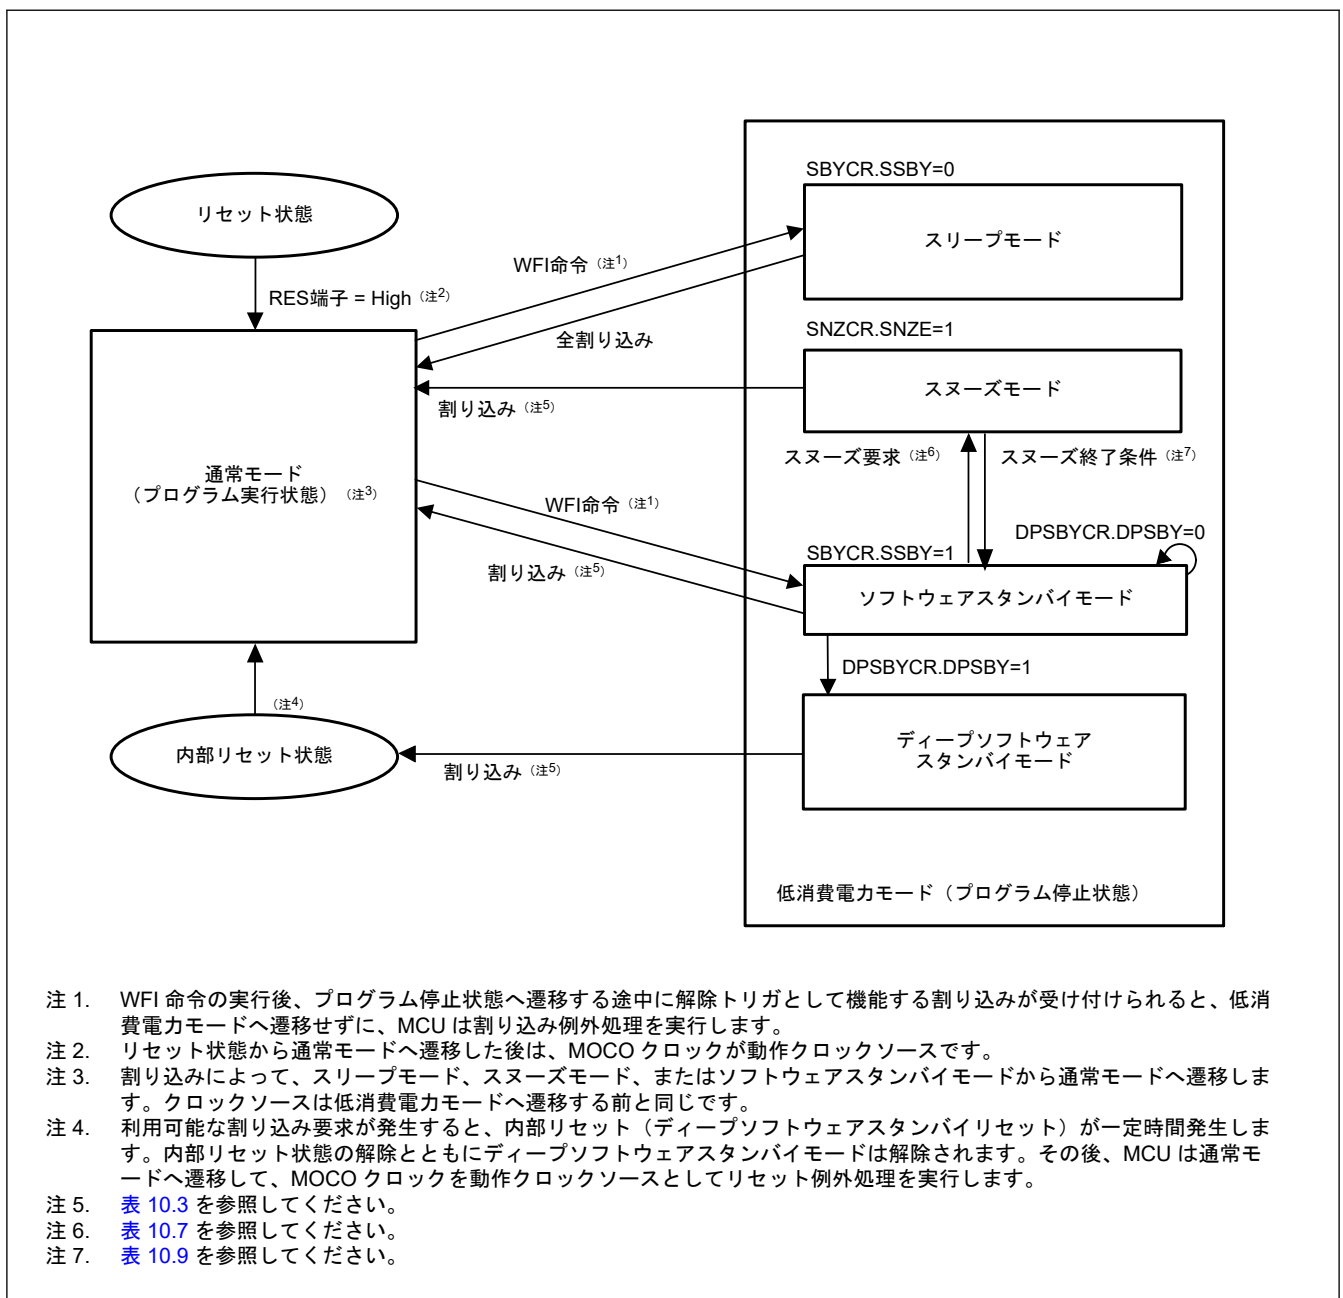 SBYCR.SSBY=0
リセット状態
スリープモード
WFI命令（注1）
RES端子 = High（注2）
全割り込み
SNZCR.SNZE=1
スヌーズモード
割り込み（注5）
スヌーズ要求（注6）
スヌーズ終了条件（注7）
通常モード
（プログラム実行状態）（注3）
WFI命令（注1）
DPSBYCR.DPSBY=0
SBYCR.SSBY=1
割り込み（注5）
ソフトウェアスタンバイモード
DPSBYCR.DPSBY=1
（注4）
内部リセット状態
ディープソフトウェア
スタンバイモード
割り込み（注5）
低消費電力モード（プログラム停止状態）
注 1. WFI 命令の実行後、プログラム停止状態へ遷移する途中に解除トリガとして機能する割り込みが受け付けられると、低消
費電力モードへ遷移せずに、MCU は割り込み例外処理を実行します。
注 2. リセット状態から通常モードへ遷移した後は、MOCO クロックが動作クロックソースです。
注 3. 割り込みによって、スリープモード、スヌーズモード、またはソフトウェアスタンバイモードから通常モードへ遷移しま
す。クロックソースは低消費電力モードへ遷移する前と同じです。
注 4. 利用可能な割り込み要求が発生すると、内部リセット（ディープソフトウェアスタンバイリセット）が一定時間発生しま
す。内部リセット状態の解除とともにディープソフトウェアスタンバイモードは解除されます。その後、MCU は通常モ
ードへ遷移して、MOCO クロックを動作クロックソースとしてリセット例外処理を実行します。
注 5. 表 10.3 を参照してください。
注 6. 表 10.7 を参照してください。
注 7. 表 10.9 を参照してください。